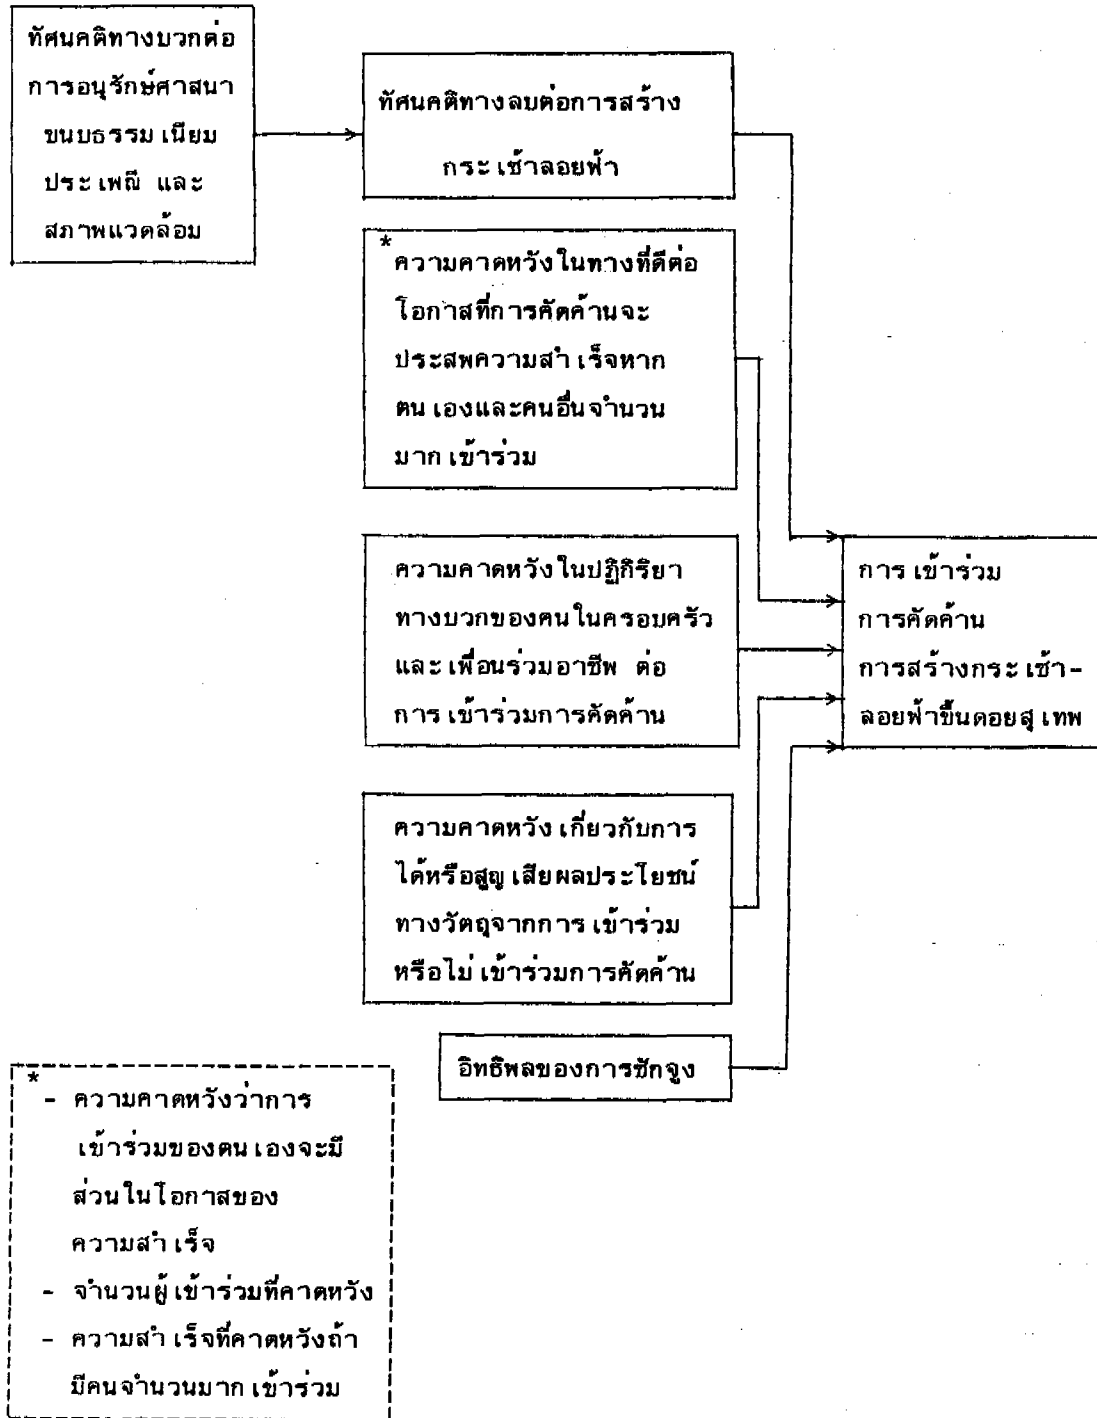 ทัศนคติทางบวกต่อ
การอนุรักษ์ศาสนา
ขนบธรรมเนียม
ประเพณี และ
สภาพแวดล้อม
ทัศนคติทางลบต่อการสร้าง
กระเช้าลอยฟ้า
*
ความคาดหวังในทางที่ดีต่อ
โอกาสที่การคัดค้านจะ
ประสพความสำเร็จหาก
ตนเองและคนอื่นจำนวน
มากเข้าร่วม
ความคาดหวังในปฏิกิริยา
ทางบวกของคนในครอบครัว
และเพื่อนร่วมอาชีพ ต่อ
การเข้าร่วมการคัดค้าน
ความคาดหวังเกี่ยวกับการ
ได้หรือสูญเสียผลประโยชน์
ทางวัตถุจากการเข้าร่วม
หรือไม่เข้าร่วมการคัดค้าน
อิทธิพลของการชักจูง
การเข้าร่วม
การคัดค้าน
การสร้างกระเช้า-
ลอยฟ้าขึ้นดอยสุเทพ
*
- ความคาดหวังว่าการ
เข้าร่วมของตนเองจะมี
ส่วนในโอกาสของ
ความสำเร็จ
- จำนวนผู้เข้าร่วมที่คาดหวัง
- ความสำเร็จที่คาดหวังถ้า
มีคนจำนวนมากเข้าร่วม